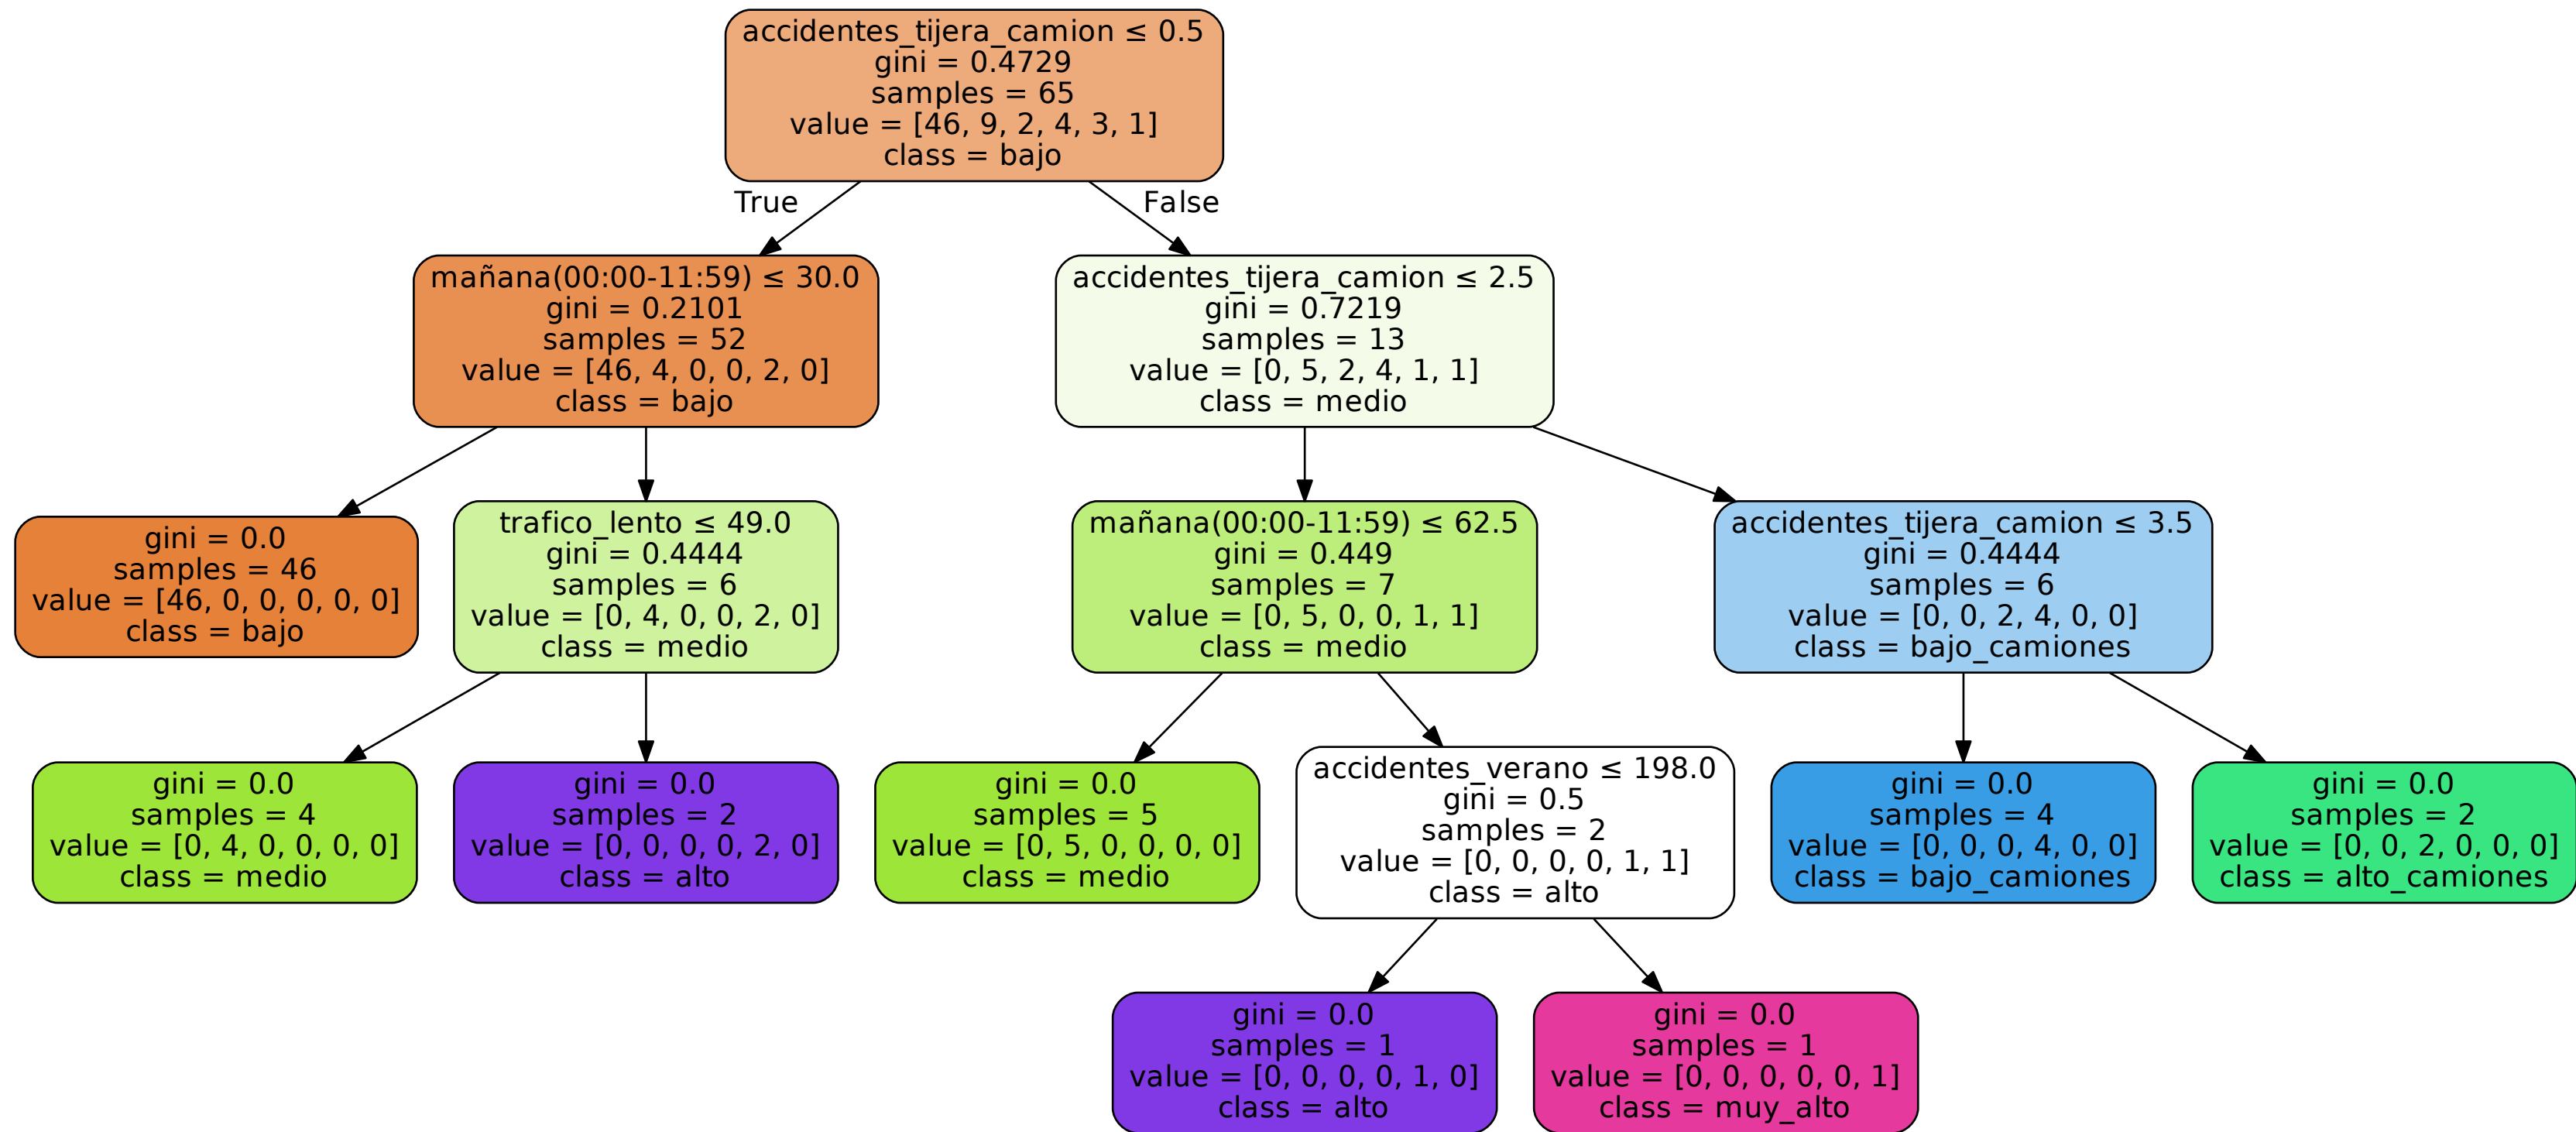 accidentes_tijera_camion ≤ 0.5
gini = 0.4729
samples = 65
value = [46, 9, 2, 4, 3, 1]
class = bajo
True
False
mañana(00:00-11:59) ≤ 30.0
gini = 0.2101
samples = 52
value = [46, 4, 0, 0, 2, 0]
class = bajo
accidentes_tijera_camion ≤ 2.5
gini = 0.7219
samples = 13
value = [0, 5, 2, 4, 1, 1]
class = medio
gini = 0.0
samples = 46
value = [46, 0, 0, 0, 0, 0]
class = bajo
trafico_lento ≤ 49.0
gini = 0.4444
samples = 6
value = [0, 4, 0, 0, 2, 0]
class = medio
mañana(00:00-11:59) ≤ 62.5
gini = 0.449
samples = 7
value = [0, 5, 0, 0, 1, 1]
class = medio
accidentes_tijera_camion ≤ 3.5
gini = 0.4444
samples = 6
value = [0, 0, 2, 4, 0, 0]
class = bajo_camiones
gini = 0.0
samples = 4
value = [0, 4, 0, 0, 0, 0]
class = medio
gini = 0.0
samples = 2
value = [0, 0, 0, 0, 2, 0]
class = alto
gini = 0.0
samples = 5
value = [0, 5, 0, 0, 0, 0]
class = medio
accidentes_verano ≤ 198.0
gini = 0.5
samples = 2
value = [0, 0, 0, 0, 1, 1]
class = alto
gini = 0.0
samples = 4
value = [0, 0, 0, 4, 0, 0]
class = bajo_camiones
gini = 0.0
samples = 2
value = [0, 0, 2, 0, 0, 0]
class = alto_camiones
gini = 0.0
samples = 1
value = [0, 0, 0, 0, 1, 0]
class = alto
gini = 0.0
samples = 1
value = [0, 0, 0, 0, 0, 1]
class = muy_alto